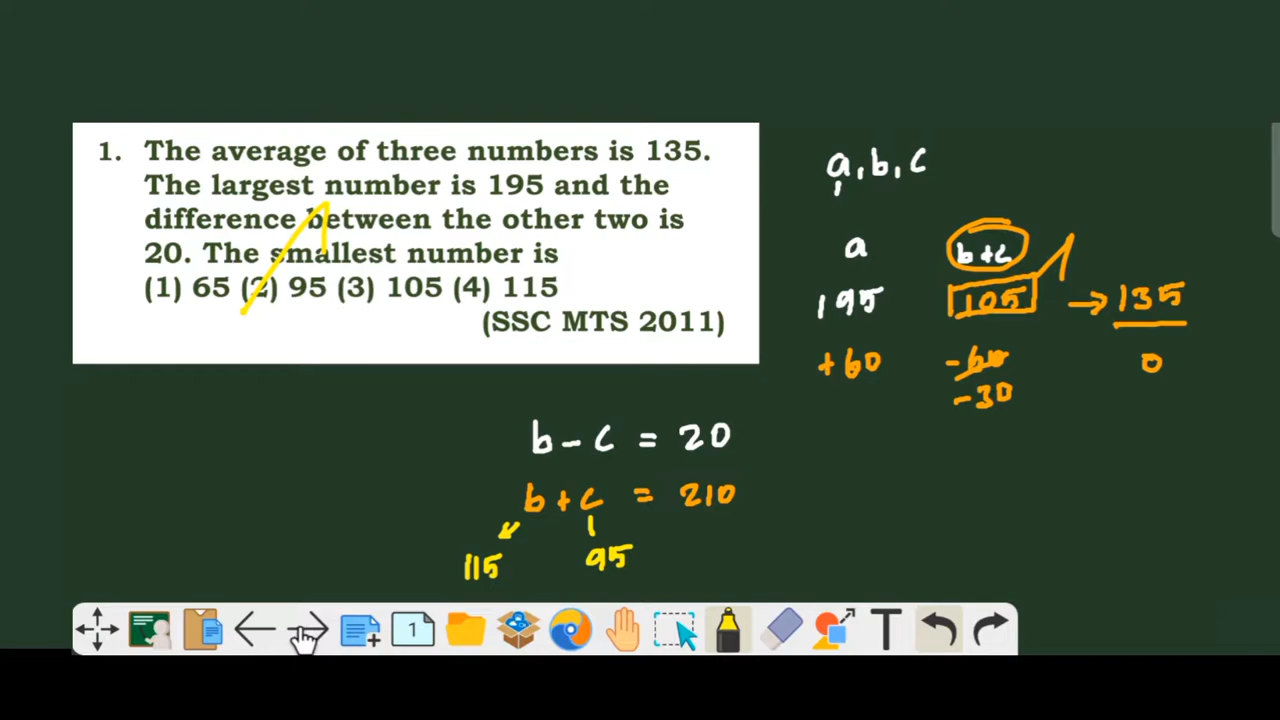 1. The average of three numbers is 135.
The largest number is 195 and the
difference between the other two is
20. The smallest number is
(1) 65 (2) 95 (3) 105 (4) 115
(SSC MTS 2011)
a, b, c
a b+c
195 105 → 135
+60 -60 0
-30
b - c = 20
b + c = 210
115 95
1
T